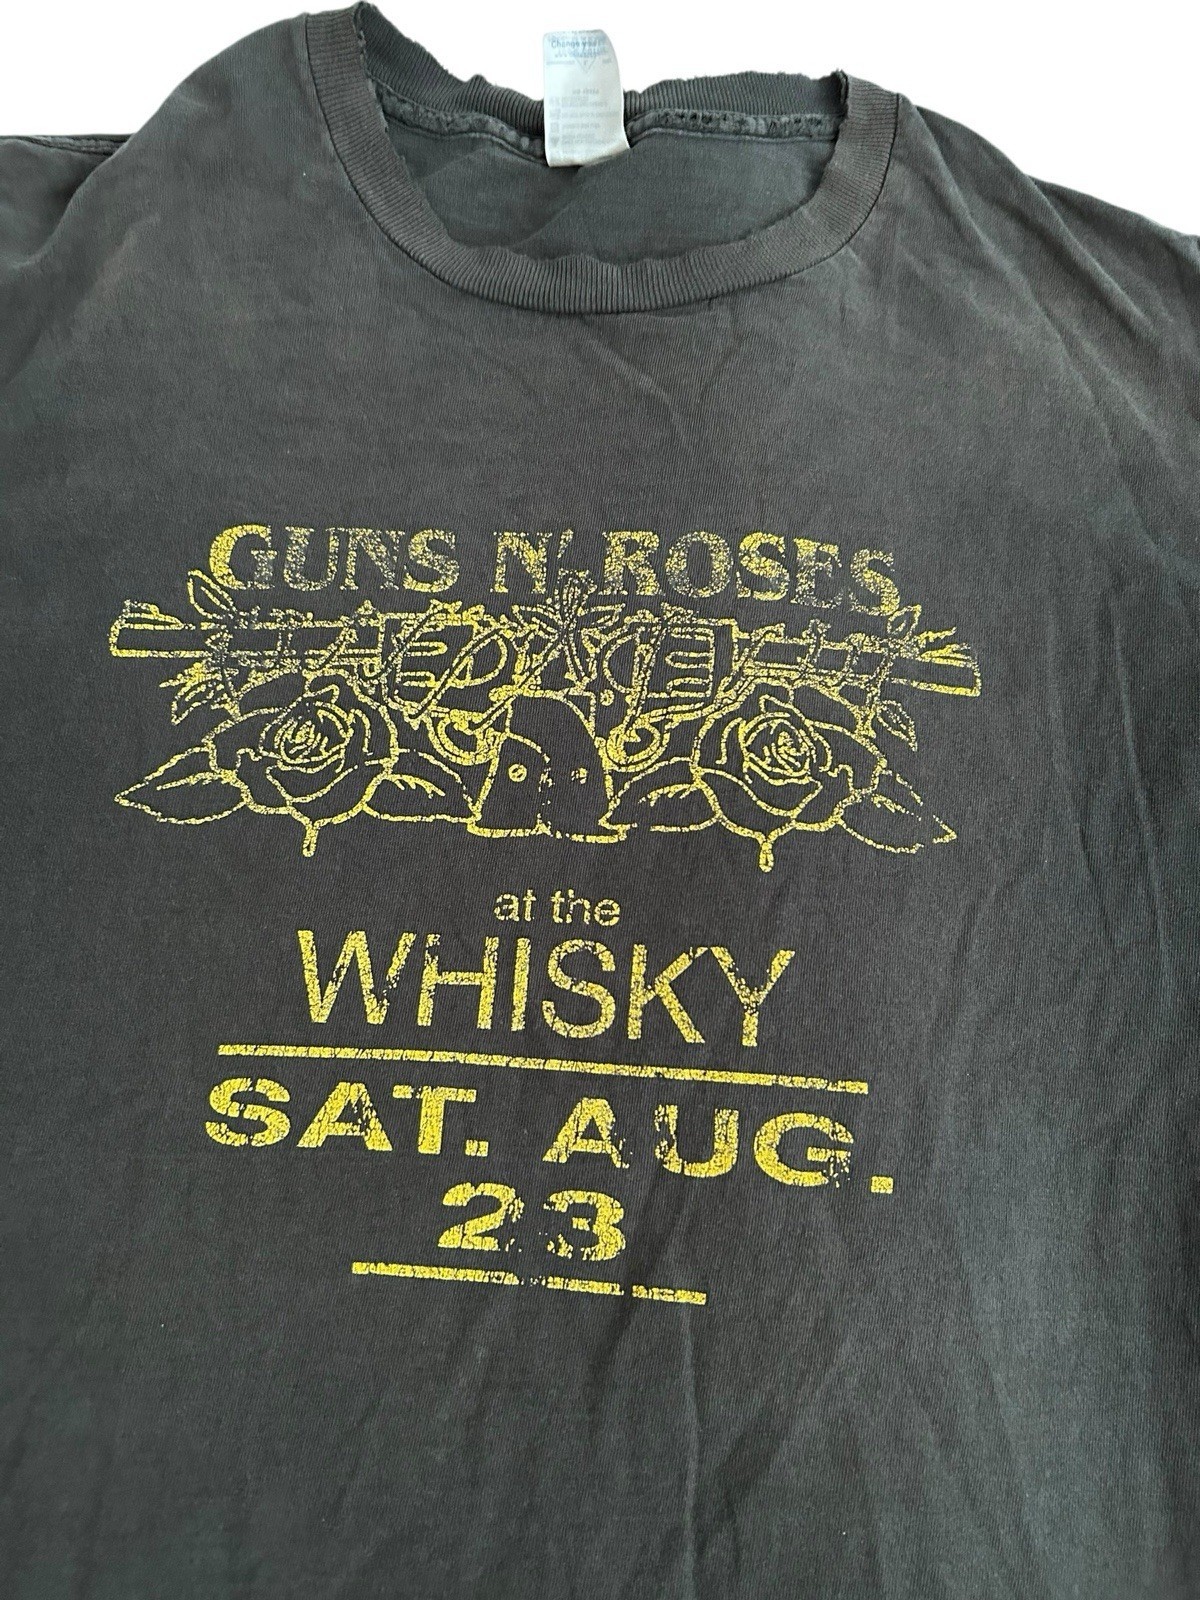 GUNS N' ROSES
at the
WHISKY
SAT. AUG.
23